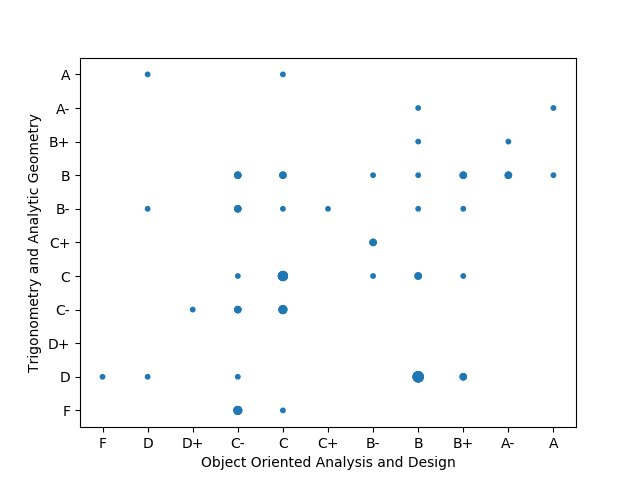 Trigonometry and Analytic Geometry
A
A-
B+
B
B-
C+
C
C-
D+
D
F
F D D+ C- C C+ B- B B+ A- A
Object Oriented Analysis and Design